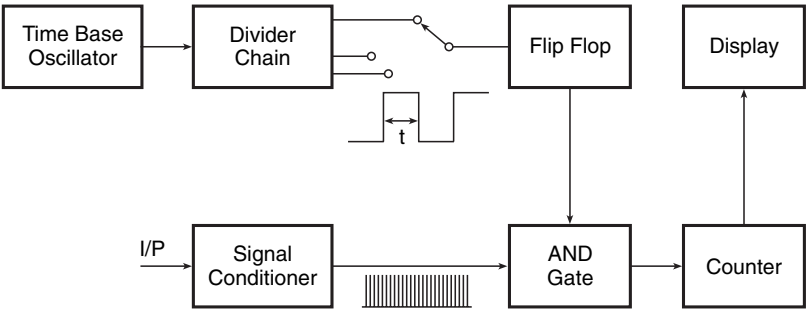 Time Base
Oscillator
Divider
Chain
Flip Flop
Display
t
I/P
Signal
Conditioner
AND
Gate
Counter